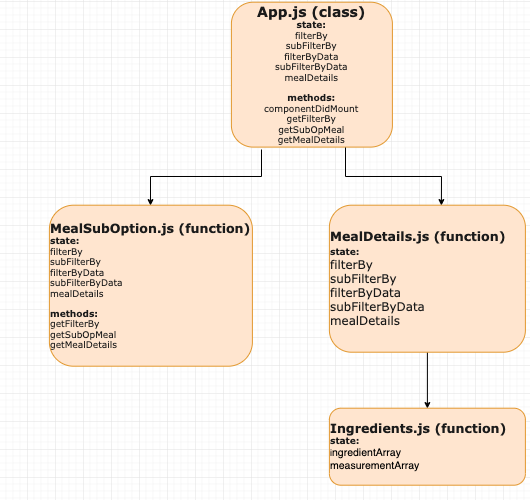 App.js (class)
state:
filterBy
subFilterBy
filterByData
subFilterByData
mealDetails
methods:
componentDidMount
getFilterBy
getSubOpMeal
getMealDetails
MealSubOption.js (function)
state:
filterBy
subFilterBy
filterByData
subFilterByData
mealDetails
methods:
getFilterBy
getSubOpMeal
getMealDetails
MealDetails.js (function)
state:
filterBy
subFilterBy
filterByData
subFilterByData
mealDetails
Ingredients.js (function)
state:
ingredientArray
measurementArray